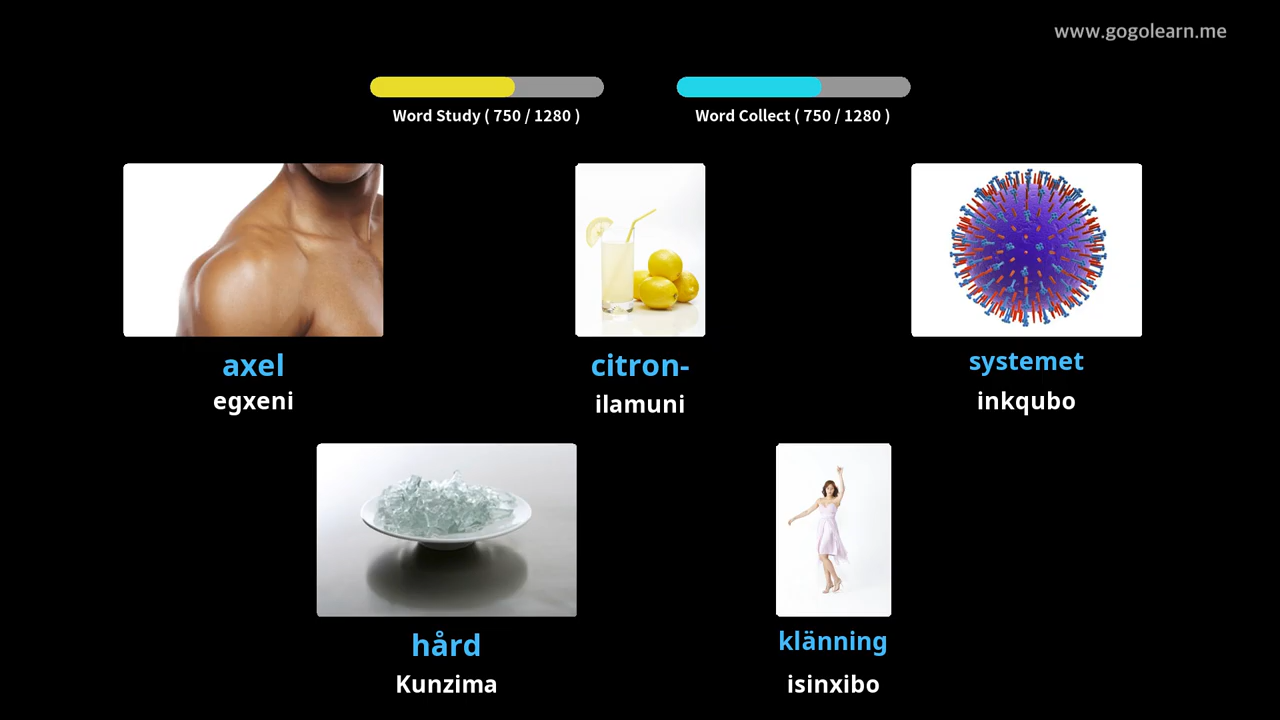 www.gogolearn.me
Word Study ( 750 / 1280 )
Word Collect ( 750 / 1280 )
axel
egxeni
citron-
ilamuni
systemet
inkqubo
hård
Kunzima
klänning
isinxibo